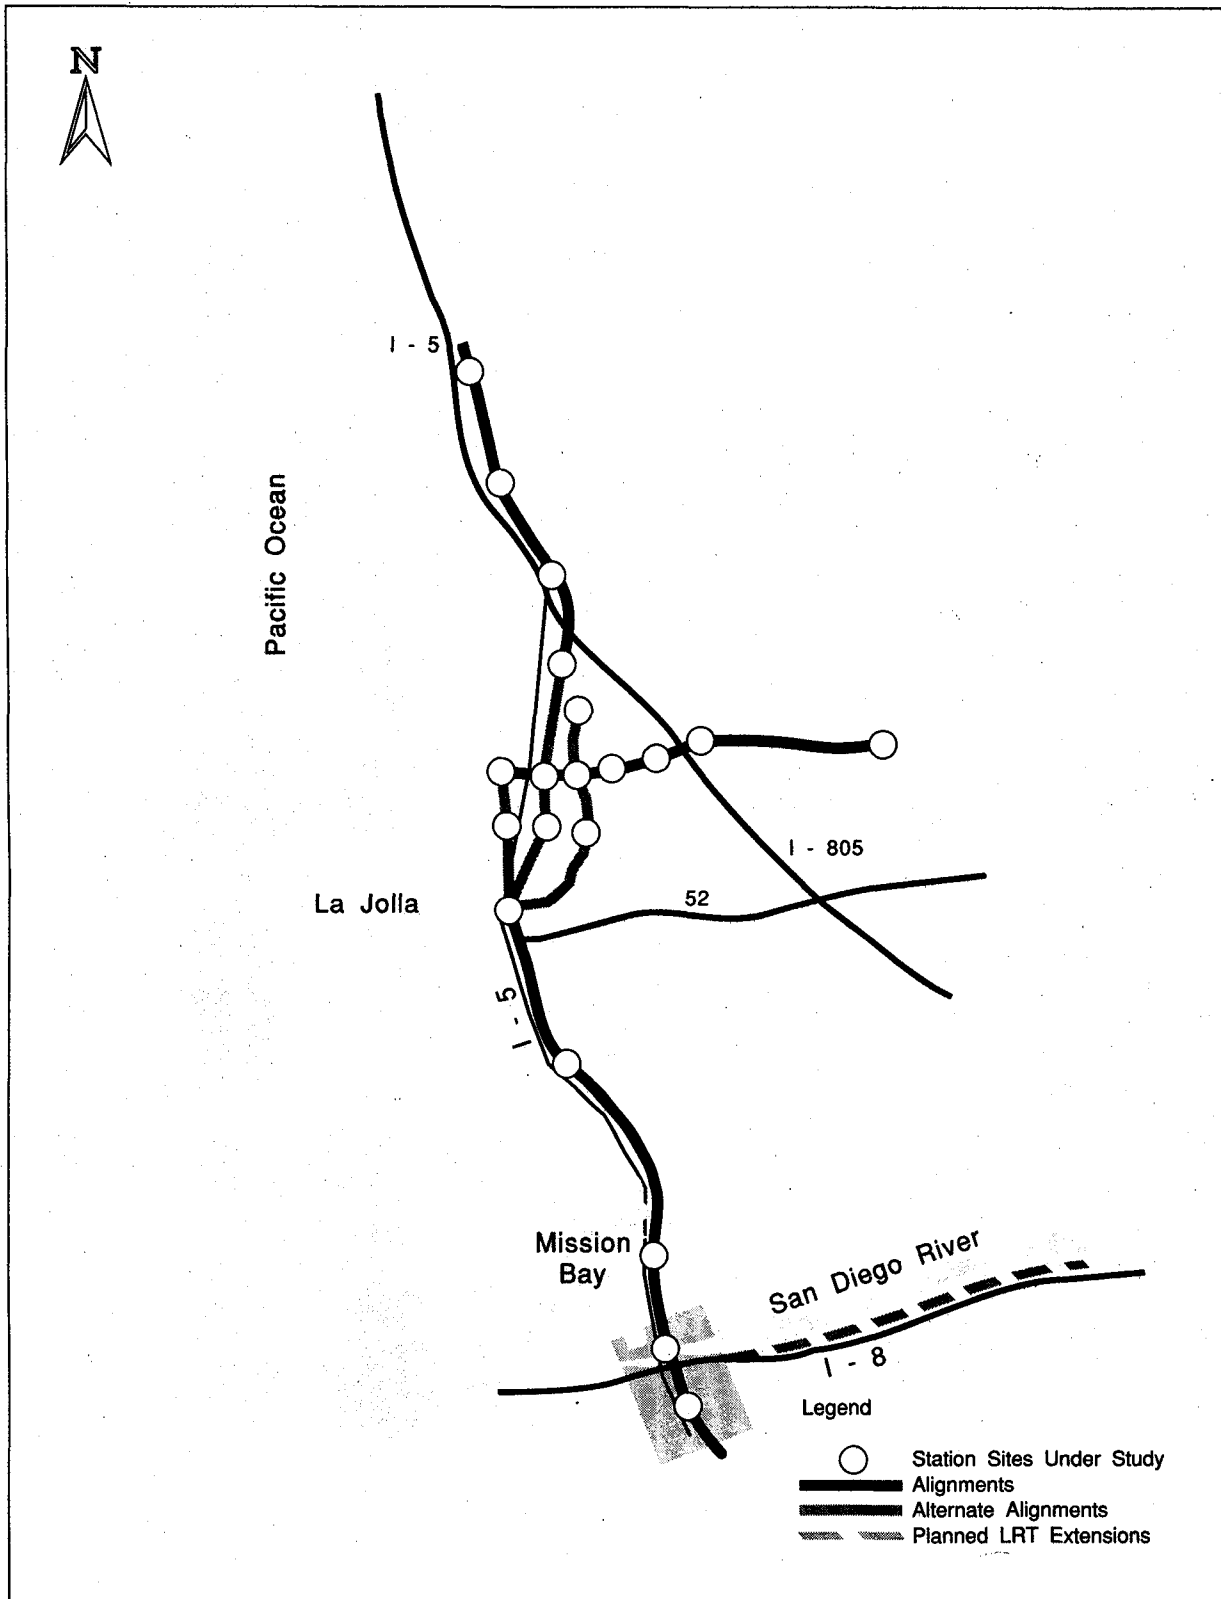 N
I - 5
Pacific Ocean
I - 805
La Jolla
52
I - 5
Mission
Bay
San Diego River
I - 8
Legend
Station Sites Under Study
Alignments
Alternate Alignments
Planned LRT Extensions